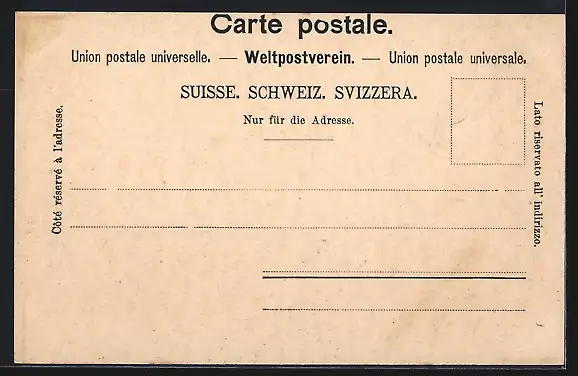 Carte postale.
Union postale universelle. — Weltpostverein. — Union postale universale.
SUISSE. SCHWEIZ. SVIZZERA.
Nur für die Adresse.
Côté réservé à l'adresse.
Lato riservato all' indirizzo.